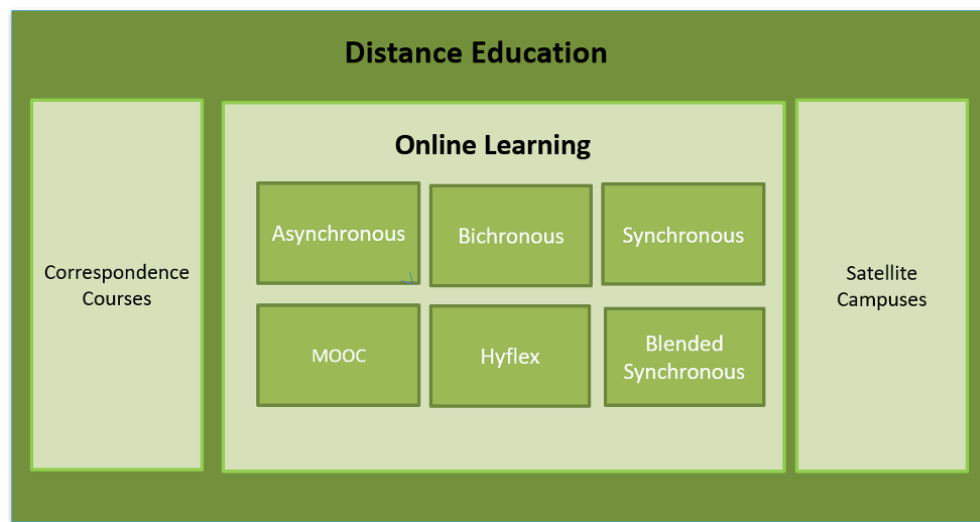 Distance Education
Correspondence
Courses
Online Learning
Asynchronous
Bichronous
Synchronous
MOOC
Hyflex
Blended
Synchronous
Satellite
Campuses